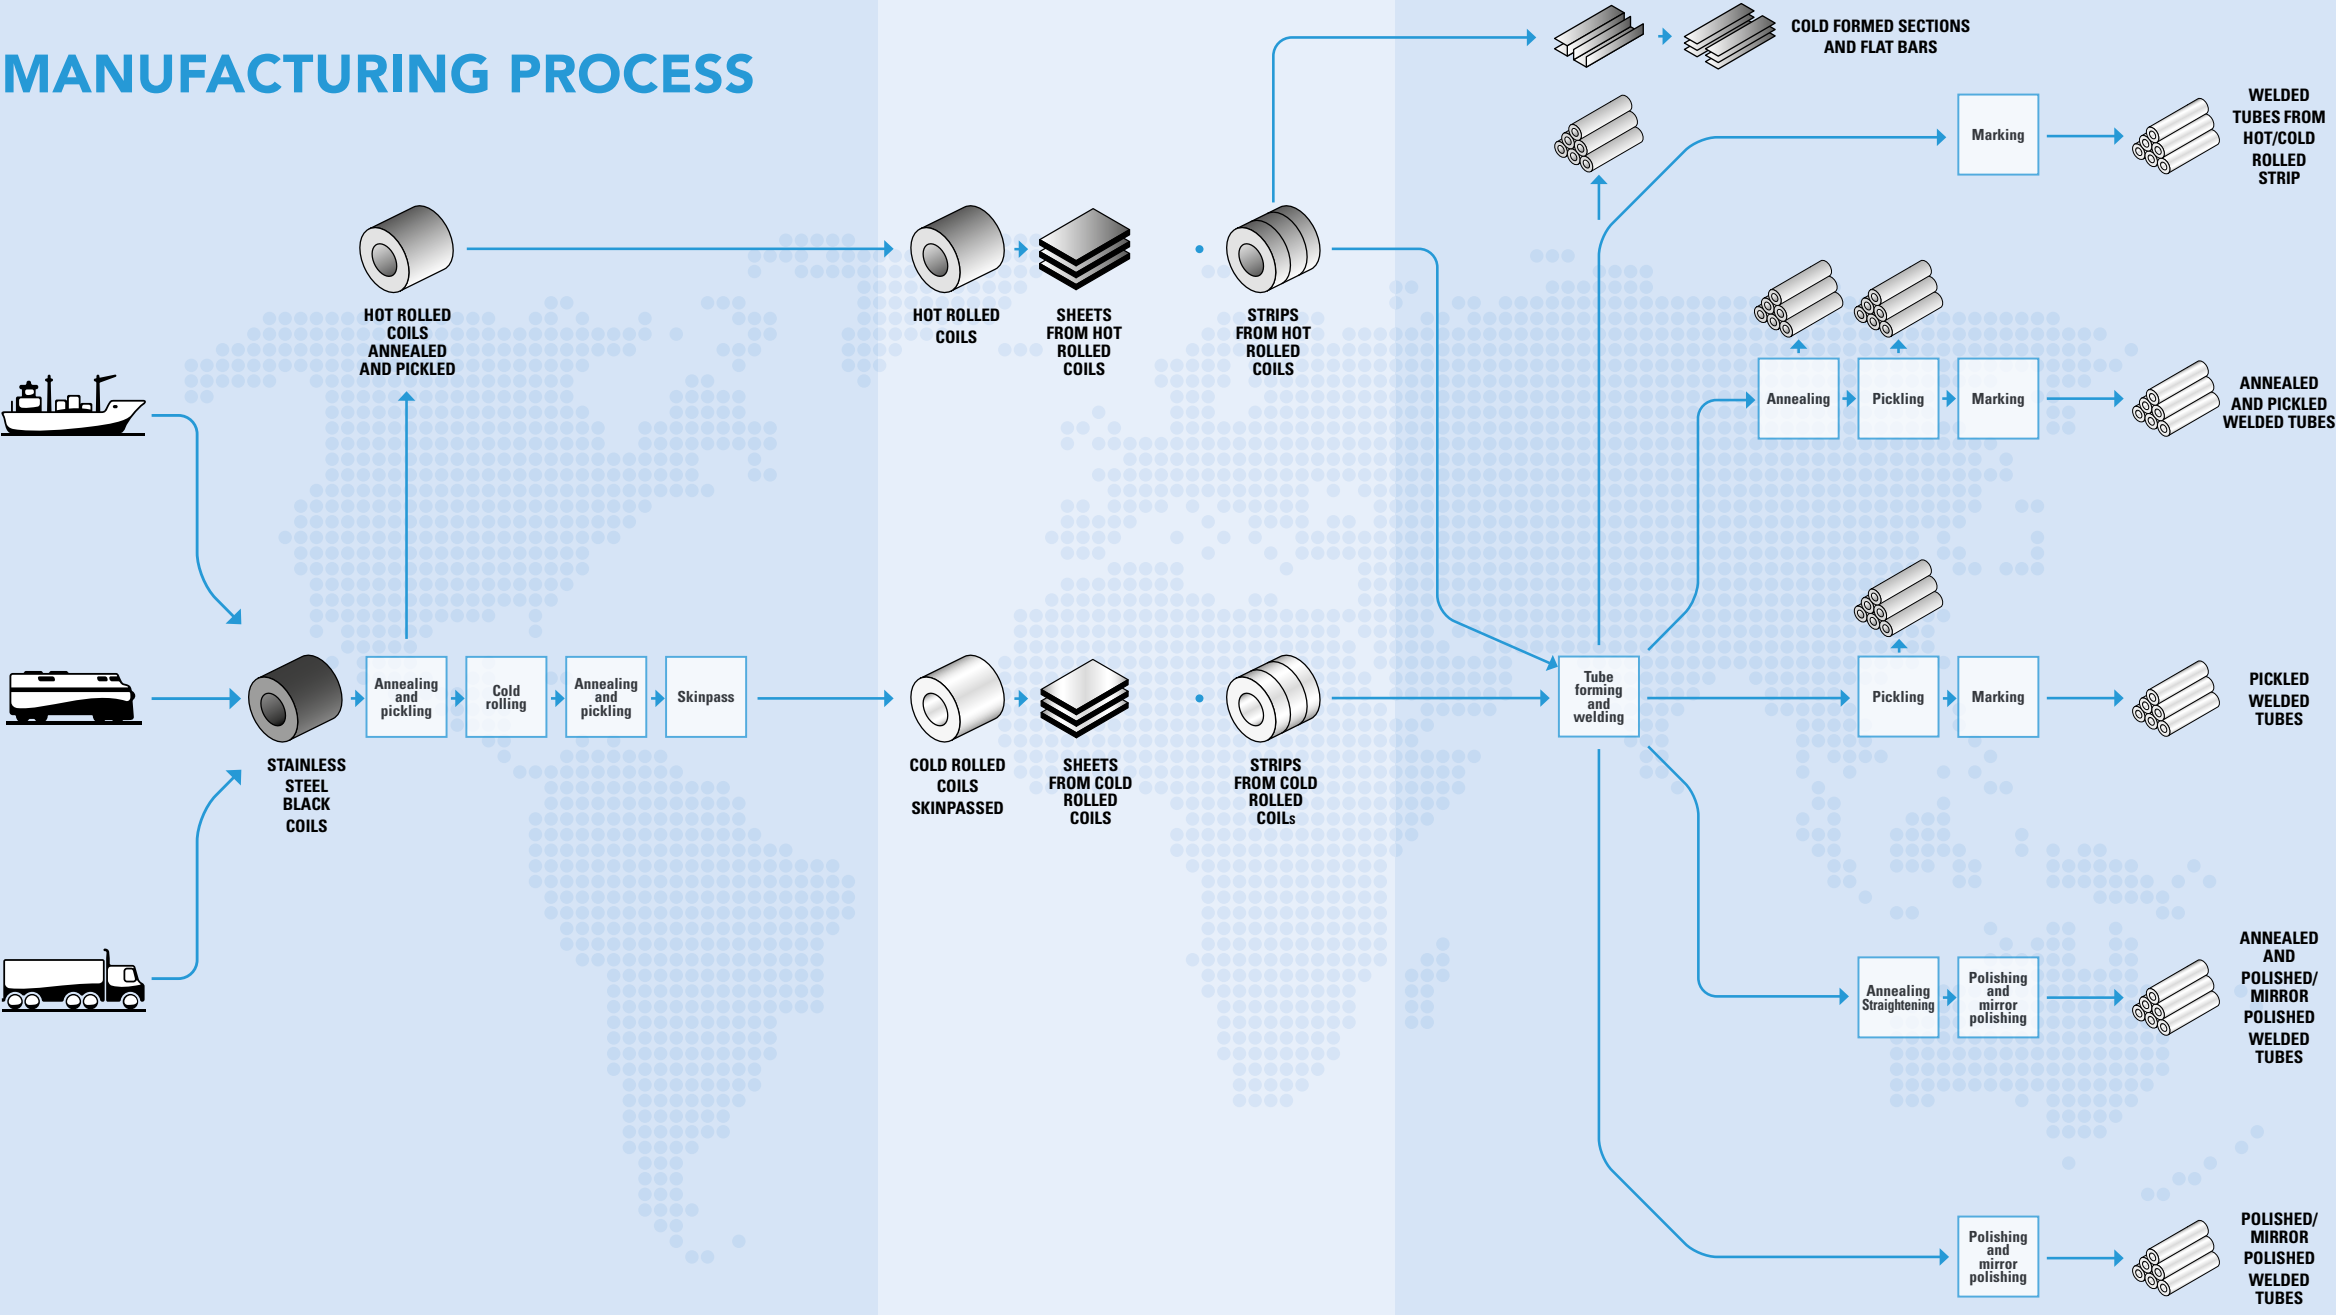 MANUFACTURING PROCESS
COLD FORMED SECTIONS
AND FLAT BARS
Marking
WELDED
TUBES FROM
HOT/COLD
ROLLED
STRIP
HOT ROLLED
COILS
ANNEALED
AND PICKLED
HOT ROLLED
COILS
SHEETS
FROM HOT
ROLLED
COILS
STRIPS
FROM HOT
ROLLED
COILS
Annealing
Pickling
Marking
ANNEALED
AND PICKLED
WELDED TUBES
STAINLESS
STEEL
BLACK
COILS
Annealing
and
pickling
Cold
rolling
Annealing
and
pickling
Skinpass
COLD ROLLED
COILS
SKINPASSED
SHEETS
FROM COLD
ROLLED
COILS
STRIPS
FROM COLD
ROLLED
COILs
Tube
forming
and
welding
Pickling
Marking
PICKLED
WELDED
TUBES
Annealing
Straightening
Polishing
and
mirror
polishing
ANNEALED
AND
POLISHED/
MIRROR
POLISHED
WELDED
TUBES
Polishing
and
mirror
polishing
POLISHED/
MIRROR
POLISHED
WELDED
TUBES